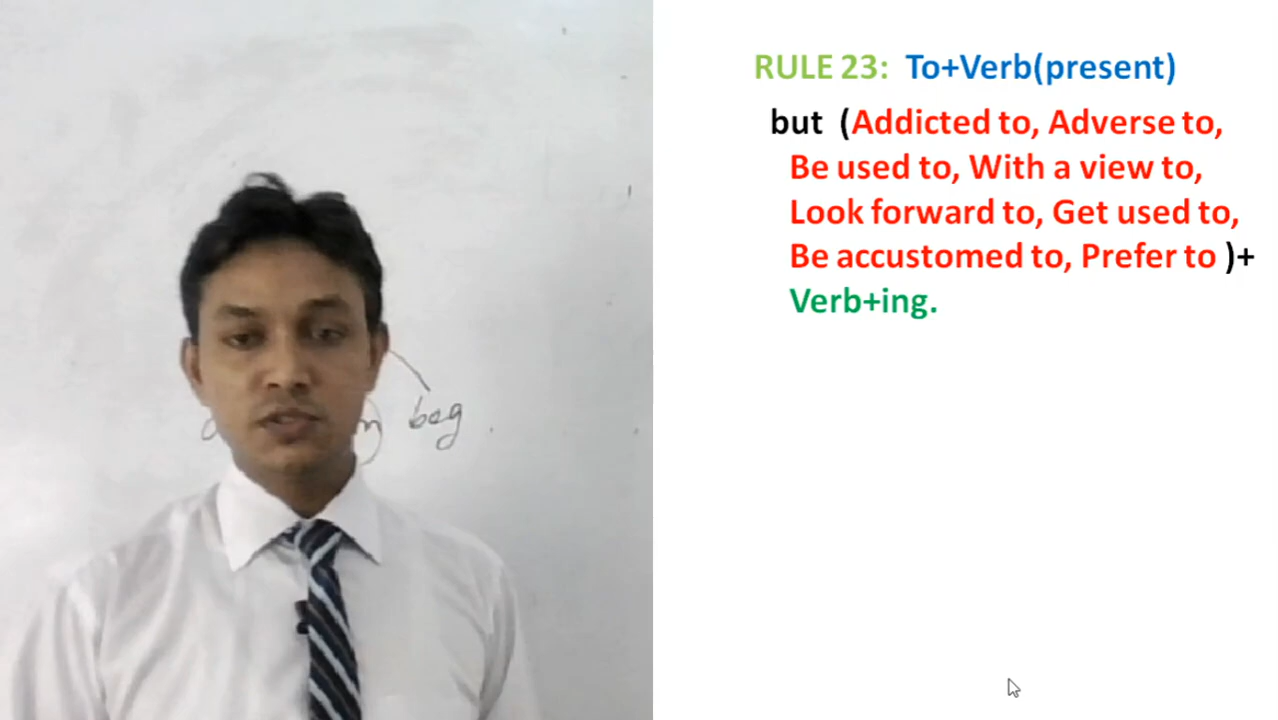 RULE 23: To+Verb(present)
but (Addicted to, Adverse to,
Be used to, With a view to,
Look forward to, Get used to,
Be accustomed to, Prefer to )+
Verb+ing.
beg